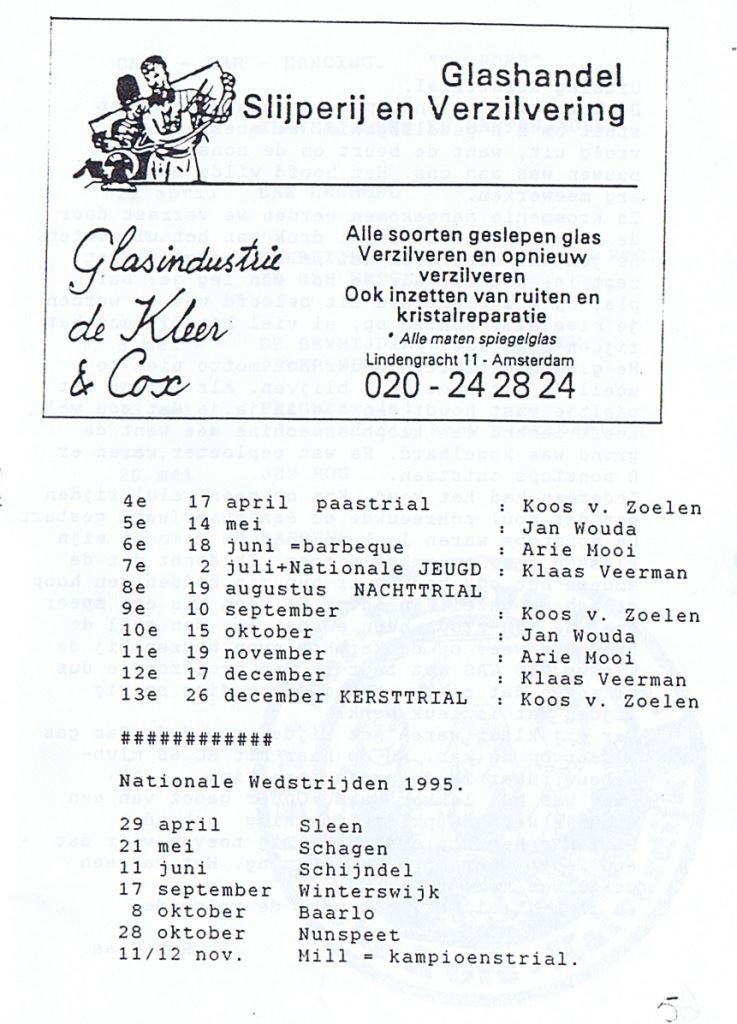 Glashandel
Slijperij en Verzilvering
Glasindustrie
de Kleer
& Cox
Alle soorten geslepen glas
Verzilveren en opnieuw
verzilveren
Ook inzetten van ruiten en
kristalreparatie
• Alle maten spiegelglas
Lindengracht 11 - Amsterdam
020 - 24 28 24
4e 17 april paastrial : Koos v. Zoelen
5e 14 mei : Jan Wouda
6e 18 juni =barbeque : Arie Mooi
7e 2 juli+Nationale JEUGD : Klaas Veerman
8e 19 augustus NACHTTRIAL
9e 10 september : Koos v. Zoelen
10e 15 oktober : Jan Wouda
11e 19 november : Arie Mooi
12e 17 december : Klaas Veerman
13e 26 december KERSTTRIAL : Koos v. Zoelen
############
Nationale Wedstrijden 1995.
29 april Sleen
21 mei Schagen
11 juni Schijndel
17 september Winterswijk
8 oktober Baarlo
28 oktober Nunspeet
11/12 nov. Mill = kampioenstrial.
5